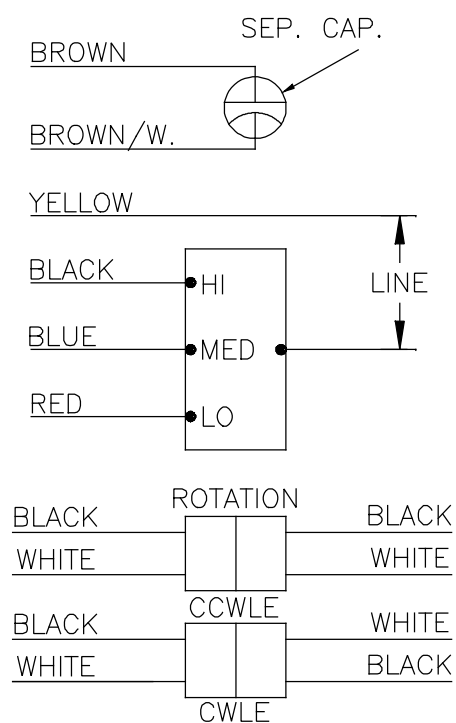 SEP. CAP.
BROWN
BROWN/W.
YELLOW
BLACK
HI
LINE
BLUE
MED
RED
LO
ROTATION
BLACK
BLACK
WHITE
WHITE
CCWLE
BLACK
WHITE
WHITE
BLACK
CWLE